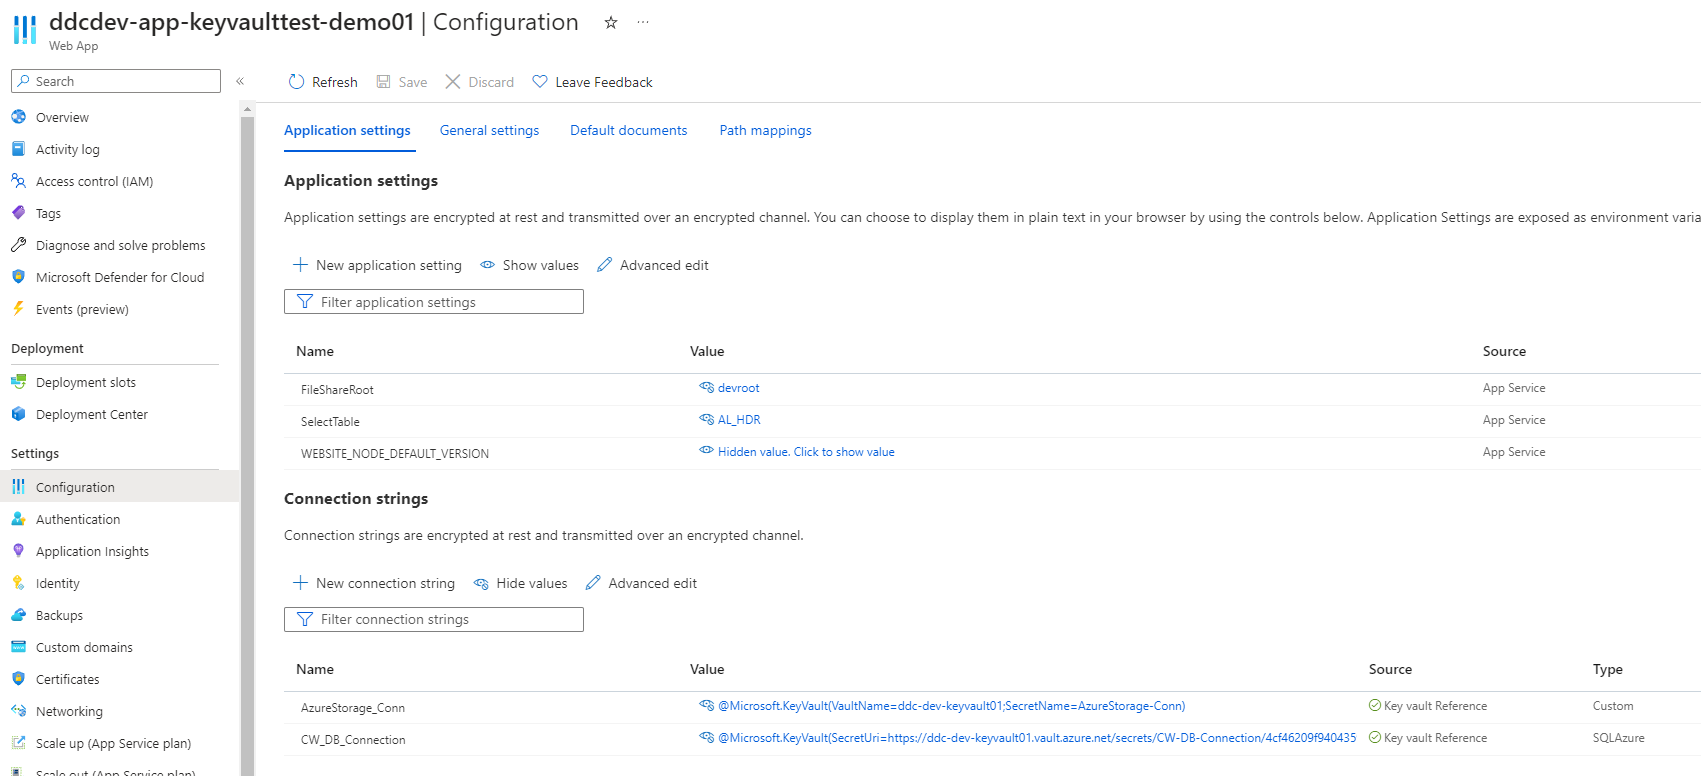 ddcdev-app-keyvaulttest-demo01 | Configuration
Web App
Search
Refresh Save Discard Leave Feedback
Overview
Activity log
Access control (IAM)
Tags
Diagnose and solve problems
Microsoft Defender for Cloud
Events (preview)
Deployment
Deployment slots
Deployment Center
Settings
Configuration
Authentication
Application Insights
Identity
Backups
Custom domains
Certificates
Networking
Scale up (App Service plan)
Scale out (App Service plan)
Application settings General settings Default documents Path mappings
Application settings
Application settings are encrypted at rest and transmitted over an encrypted channel. You can choose to display them in plain text in your browser by using the controls below. Application Settings are exposed as environment varia
New application setting Show values Advanced edit
Filter application settings
Name Value Source
FileShareRoot devroot App Service
SelectTable AL_HDR App Service
WEBSITE_NODE_DEFAULT_VERSION Hidden value. Click to show value App Service
Connection strings
Connection strings are encrypted at rest and transmitted over an encrypted channel.
New connection string Hide values Advanced edit
Filter connection strings
Name Value Source Type
AzureStorage_Conn @Microsoft.KeyVault(VaultName=ddc-dev-keyvault01;SecretName=AzureStorage-Conn) Key vault Reference Custom
CW_DB_Connection @Microsoft.KeyVault(SecretUri=https://ddc-dev-keyvault01.vault.azure.net/secrets/CW-DB-Connection/4cf46209f940435 Key vault Reference SQLAzure